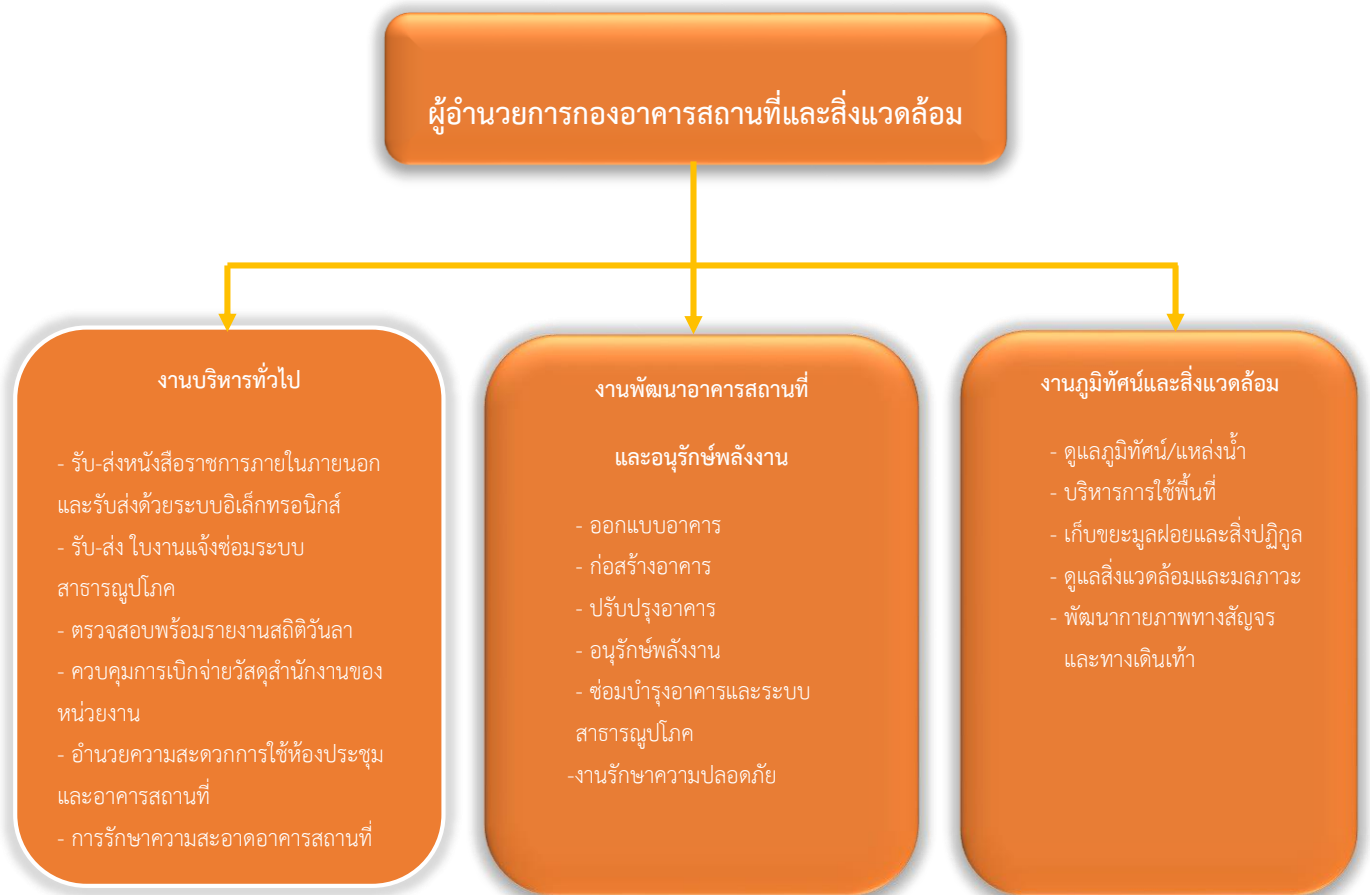 ผู้อำนวยการกองอาคารสถานที่และสิ่งแวดล้อม
งานบริหารทั่วไป
- รับ-ส่งหนังสือราชการภายในภายนอก
และรับส่งด้วยระบบอิเล็กทรอนิกส์
- รับ-ส่ง ใบงานแจ้งซ่อมระบบ
สาธารณูปโภค
- ตรวจสอบพร้อมรายงานสถิติวันลา
- ควบคุมการเบิกจ่ายวัสดุสำนักงานของ
หน่วยงาน
- อำนวยความสะดวกการใช้ห้องประชุม
และอาคารสถานที่
- การรักษาความสะอาดอาคารสถานที่
งานพัฒนาอาคารสถานที่
และอนุรักษ์พลังงาน
- ออกแบบอาคาร
- ก่อสร้างอาคาร
- ปรับปรุงอาคาร
- อนุรักษ์พลังงาน
- ซ่อมบำรุงอาคารและระบบ
สาธารณูปโภค
-งานรักษาความปลอดภัย
งานภูมิทัศน์และสิ่งแวดล้อม
- ดูแลภูมิทัศน์/แหล่งน้ำ
- บริหารการใช้พื้นที่
- เก็บขยะมูลฝอยและสิ่งปฏิกูล
- ดูแลสิ่งแวดล้อมและมลภาวะ
- พัฒนากายภาพทางสัญจร
และทางเดินเท้า